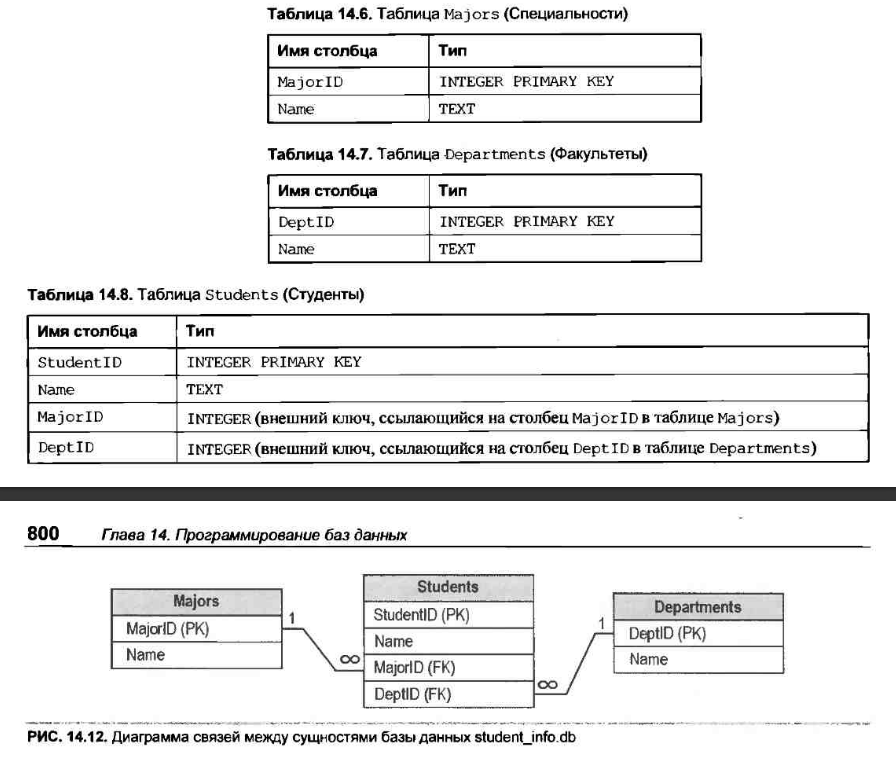 Таблица 14.6. Таблица Majors (Специальности)
Имя столбца Тип
MajorID INTEGER PRIMARY KEY
Name TEXT
Таблица 14.7. Таблица Departments (Факультеты)
Имя столбца Тип
DeptID INTEGER PRIMARY KEY
Name TEXT
Таблица 14.8. Таблица Students (Студенты)
Имя столбца Тип
StudentID INTEGER PRIMARY KEY
Name TEXT
MajorID INTEGER (внешний ключ, ссылающийся на столбец MajorID в таблице Majors)
DeptID INTEGER (внешний ключ, ссылающийся на столбец DeptID в таблице Departments)
800 Глава 14. Программирование баз данных
Majors
MajorID (PK)
Name
1
∞
Students
StudentID (PK)
Name
MajorID (FK)
DeptID (FK)
∞
1
Departments
DeptID (PK)
Name
РИС. 14.12. Диаграмма связей между сущностями базы данных student_info.db